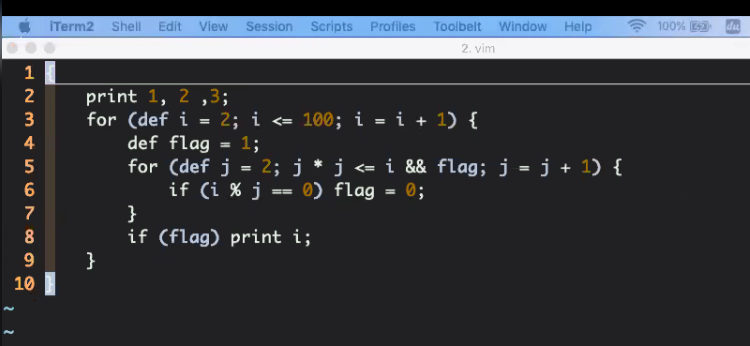 iTerm2 Shell Edit View Session Scripts Profiles Toolbelt Window Help 100%
2. vim
1 {
2     print 1, 2 ,3;
3     for (def i = 2; i <= 100; i = i + 1) {
4         def flag = 1;
5         for (def j = 2; j * j <= i && flag; j = j + 1) {
6             if (i % j == 0) flag = 0;
7         }
8         if (flag) print i;
9     }
10 }
~
~